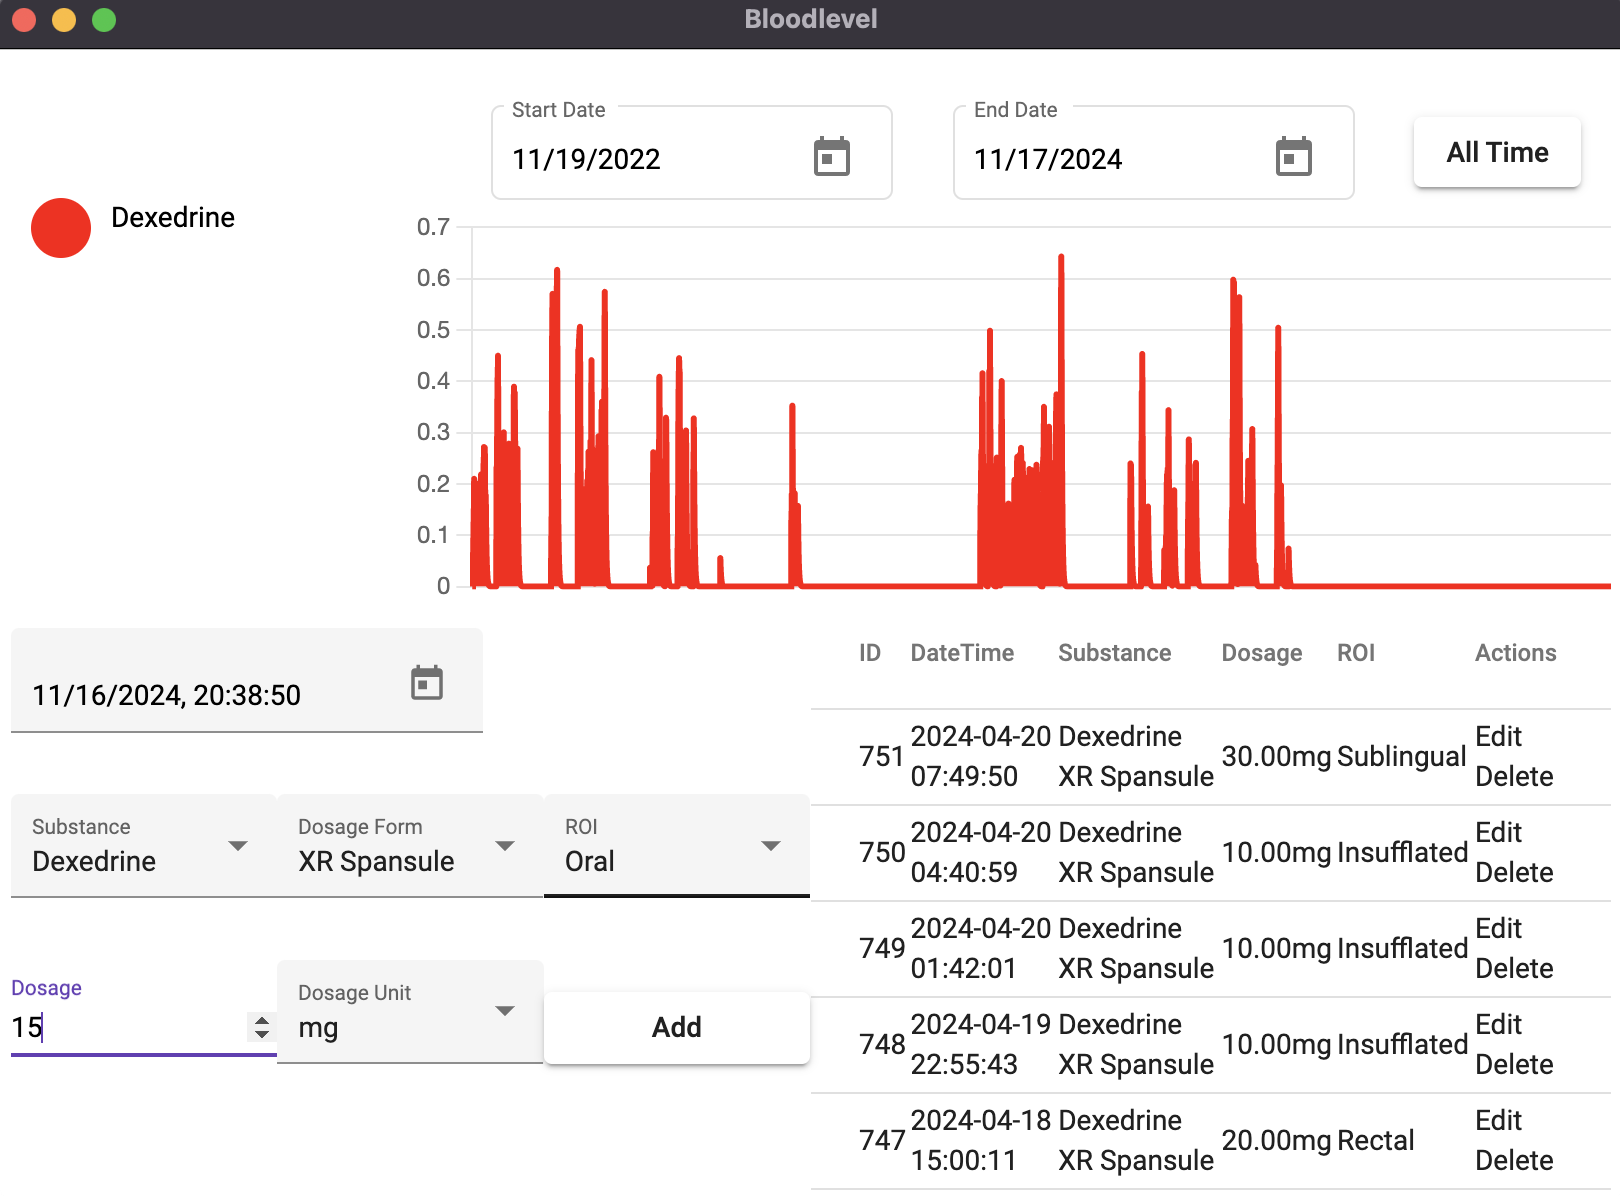 Bloodlevel
Start Date
11/19/2022
End Date
11/17/2024
All Time
Dexedrine
0.7
0.6
0.5
0.4
0.3
0.2
0.1
0
11/16/2024, 20:38:50
Substance
Dexedrine
Dosage Form
XR Spansule
ROI
Oral
Dosage
15
Dosage Unit
mg
Add
ID DateTime Substance Dosage ROI Actions
751 2024-04-20 07:49:50 Dexedrine XR Spansule 30.00mg Sublingual Edit Delete
750 2024-04-20 04:40:59 Dexedrine XR Spansule 10.00mg Insufflated Edit Delete
749 2024-04-20 01:42:01 Dexedrine XR Spansule 10.00mg Insufflated Edit Delete
748 2024-04-19 22:55:43 Dexedrine XR Spansule 10.00mg Insufflated Edit Delete
747 2024-04-18 15:00:11 Dexedrine XR Spansule 20.00mg Rectal Edit Delete